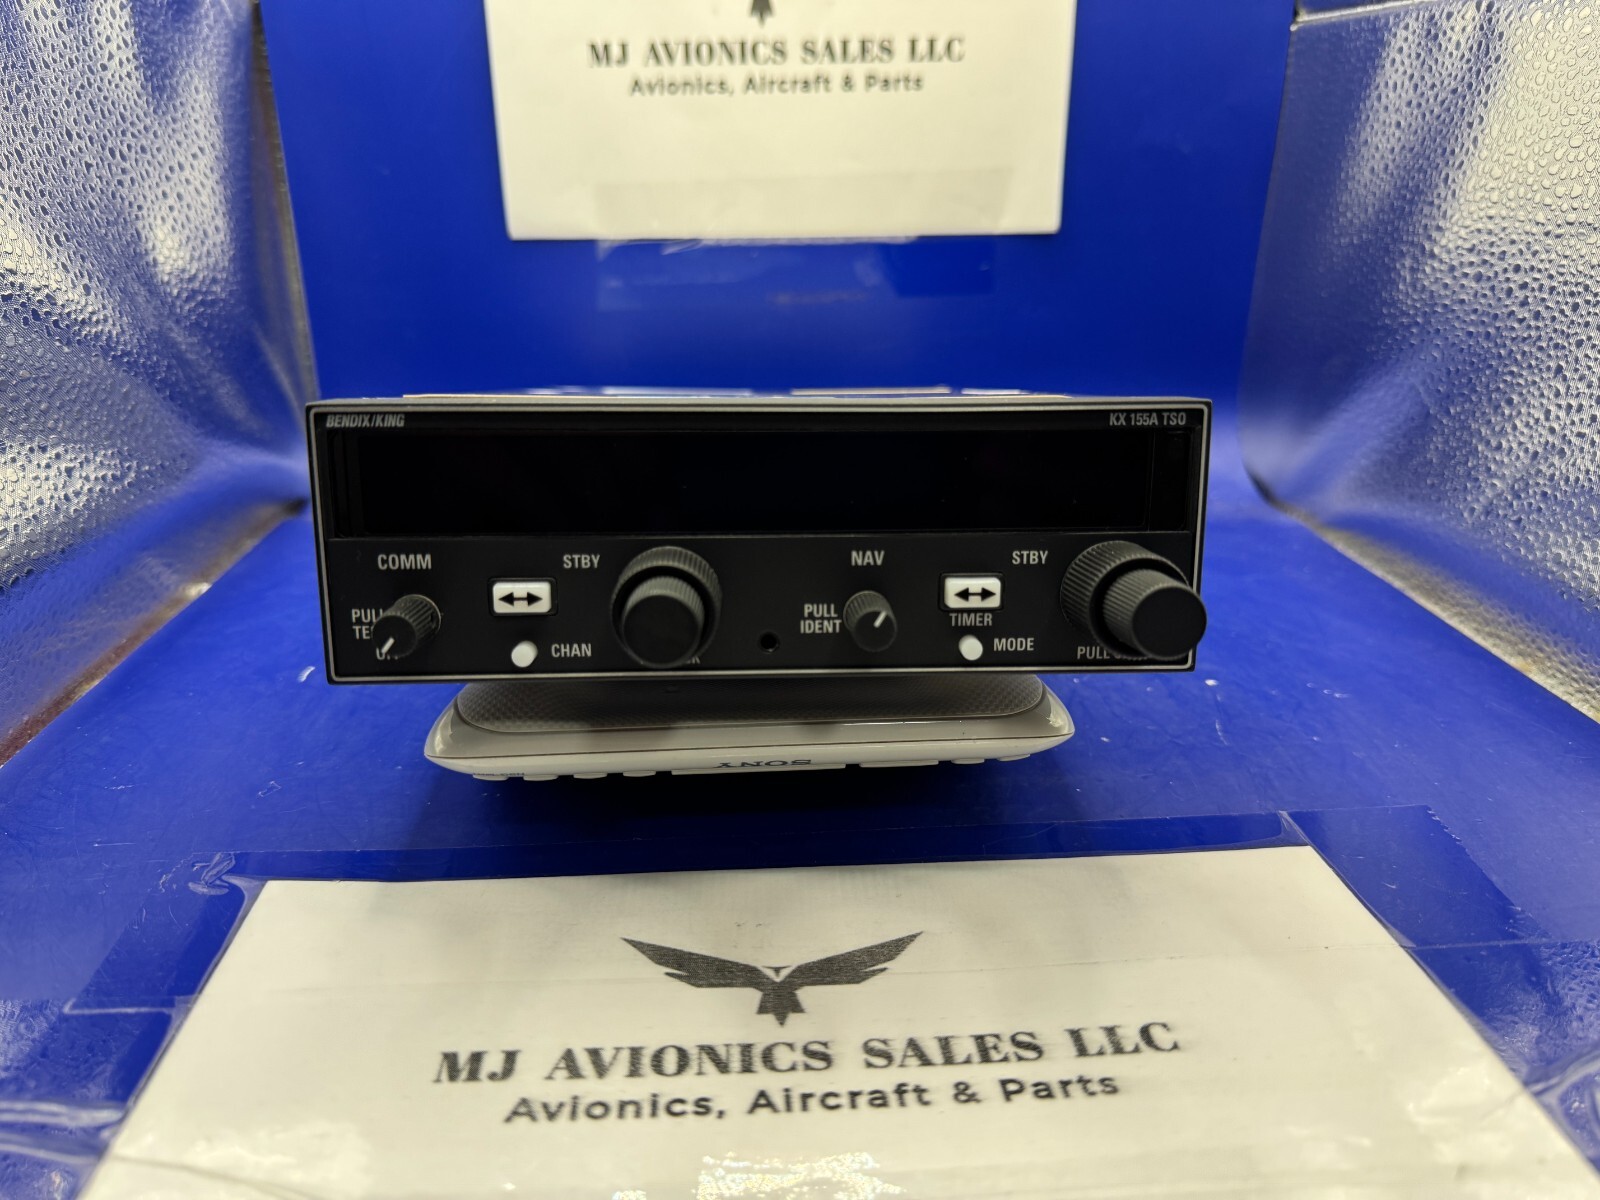 MJ AVIONICS SALES LLC
Avionics, Aircraft & Parts
BENDIX/KING
KX 155A TSO
COMM
STBY
NAV
STBY
PULL
IDENT
TIMER
CHAN
MODE
PULL
SONY
MJ AVIONICS SALES LLC
Avionics, Aircraft & Parts